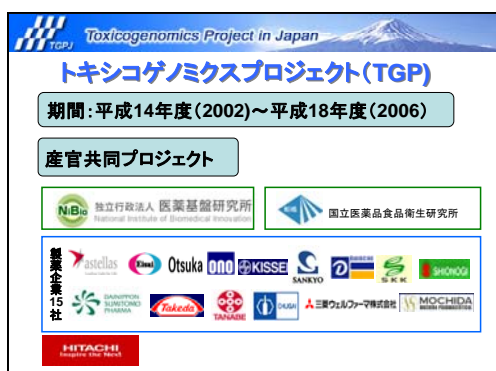 TGPJ Toxicogenomics Project in Japan
トキシコゲノミクスプロジェクト(TGP)
期間:平成14年度(2002)~平成18年度(2006)
産官共同プロジェクト
NiBio 独立行政法人 医薬基盤研究所
National Institute of Biomedical Innovation
国立医薬品食品衛生研究所
製薬企業15社
astellas Eisai Otsuka ono KISSEI SANKYO SKK SHIONOGI
DAINIPPON SUMITOMO PHARMA Takeda TANABE CHUGAI 三菱ウェルファーマ株式会社 MOCHIDA
HITACHI
Inspire the Next